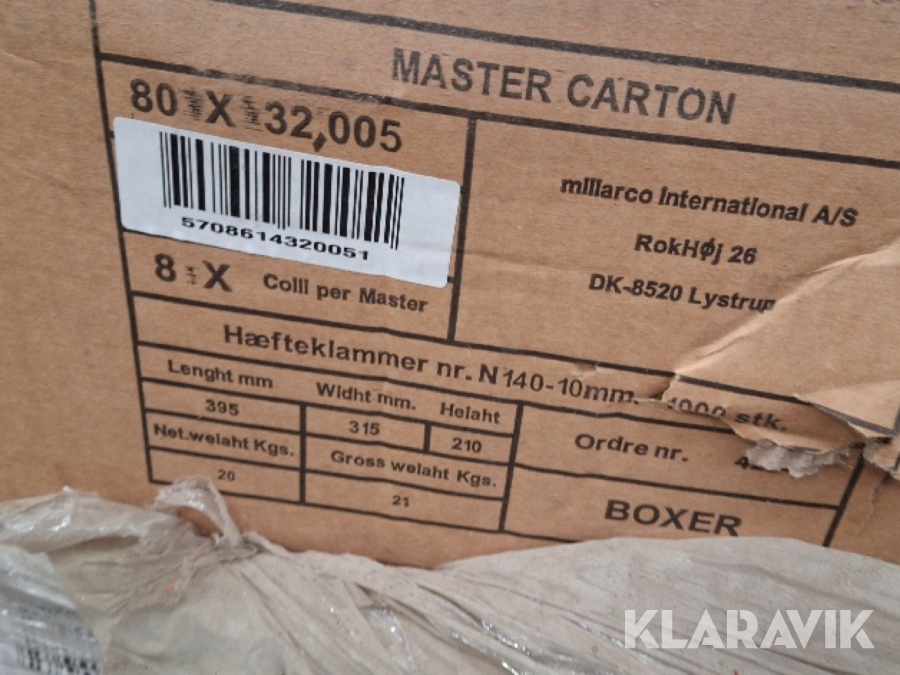 MASTER CARTON
80 X 32,005
5708614320051
millarco International A/S
RokHøj 26
DK-8520 Lystrup
8 X Colli per Master
Hæfteklammer nr. N140-10mm. 1000 stk.
Lenght mm Widht mm. Helaht
395 315 210
Net.welaht Kgs. Gross welaht Kgs.
20 21
Ordre nr.
BOXER
KLARAVIK